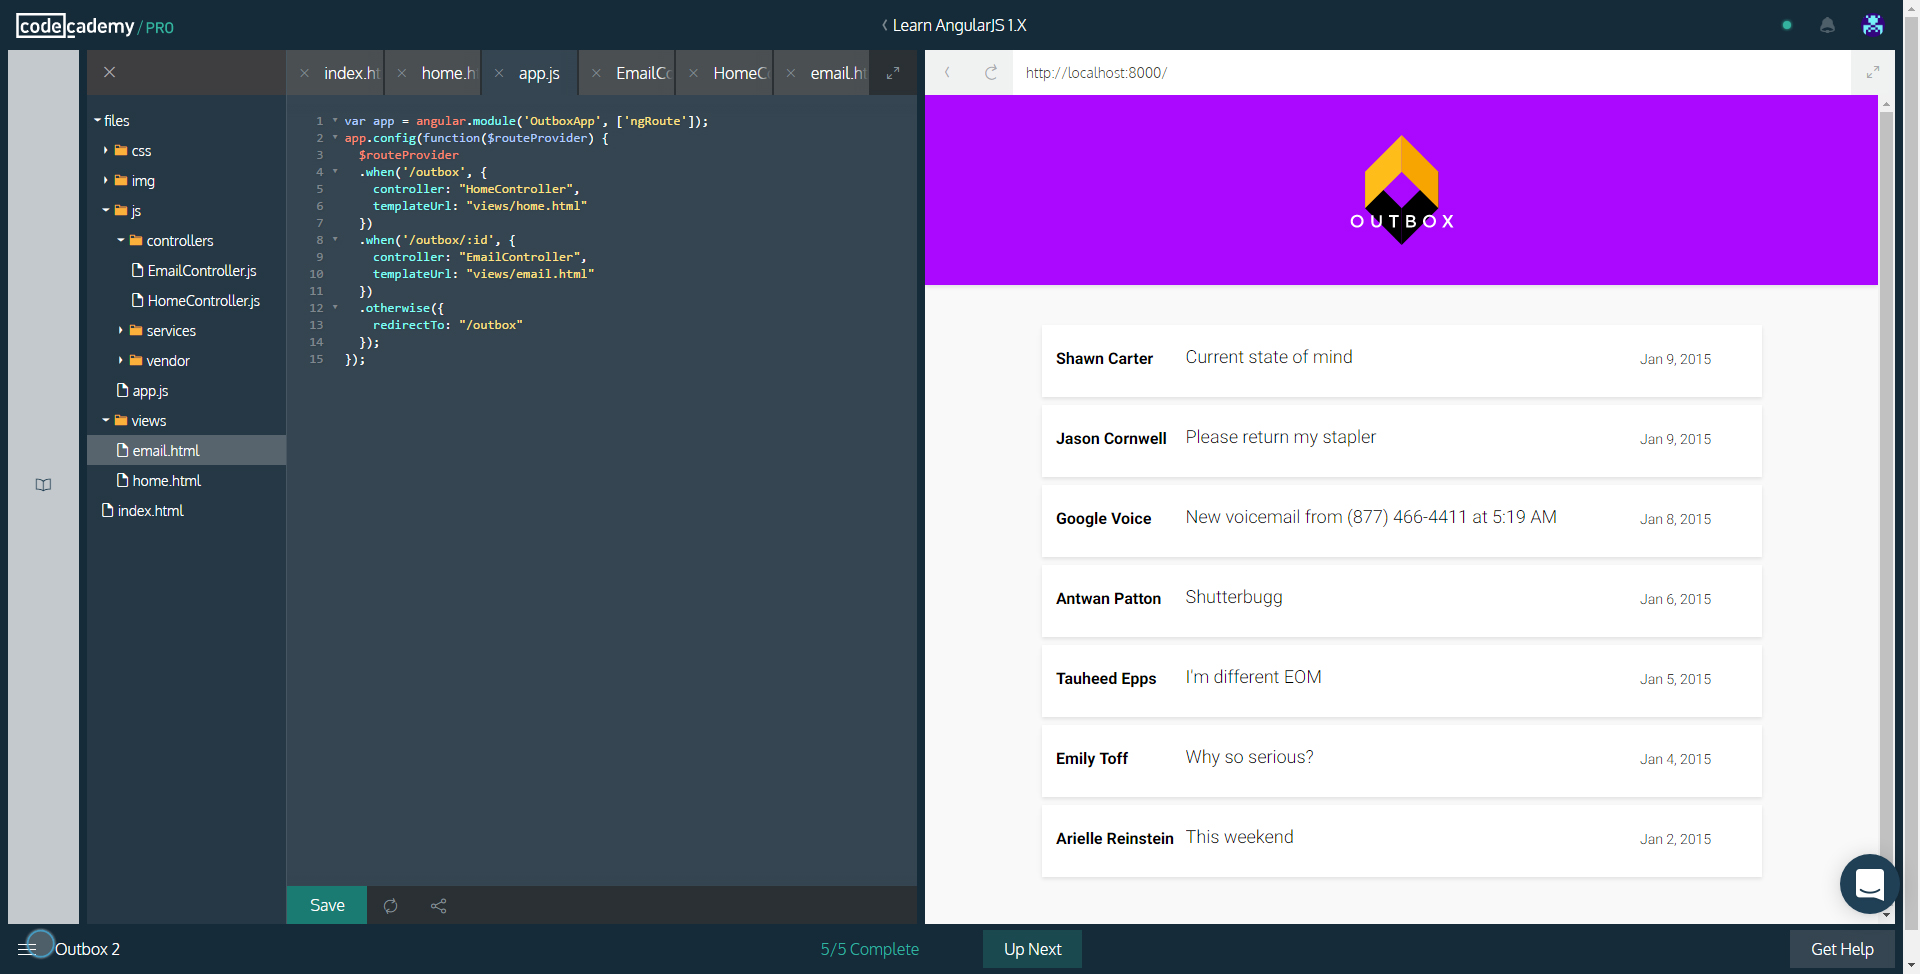 codecademy / PRO
Learn AngularJS 1.X
files
css
img
js
controllers
EmailController.js
HomeController.js
services
vendor
app.js
views
email.html
home.html
index.html
index.ht
home.h
app.js
EmailCo
HomeC
email.ht
1 var app = angular.module('OutboxApp', ['ngRoute']);
2 app.config(function($routeProvider) {
3 $routeProvider
4 .when('/outbox', {
5 controller: "HomeController",
6 templateUrl: "views/home.html"
7 })
8 .when('/outbox/:id', {
9 controller: "EmailController",
10 templateUrl: "views/email.html"
11 })
12 .otherwise({
13 redirectTo: "/outbox"
14 });
15 });
Save
http://localhost:8000/
OUTBOX
Shawn Carter Current state of mind Jan 9, 2015
Jason Cornwell Please return my stapler Jan 9, 2015
Google Voice New voicemail from (877) 466-4411 at 5:19 AM Jan 8, 2015
Antwan Patton Shutterbugg Jan 6, 2015
Tauheed Epps I'm different EOM Jan 5, 2015
Emily Toff Why so serious? Jan 4, 2015
Arielle Reinstein This weekend Jan 2, 2015
Outbox 2
5/5 Complete
Up Next
Get Help